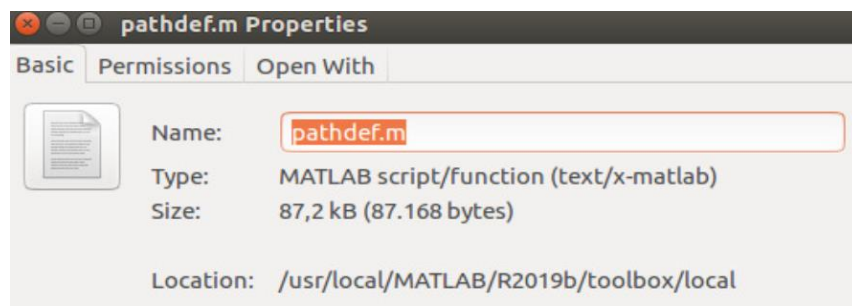 pathdef.m Properties
Basic Permissions Open With
Name: pathdef.m
Type: MATLAB script/function (text/x-matlab)
Size: 87,2 kB (87.168 bytes)
Location: /usr/local/MATLAB/R2019b/toolbox/local